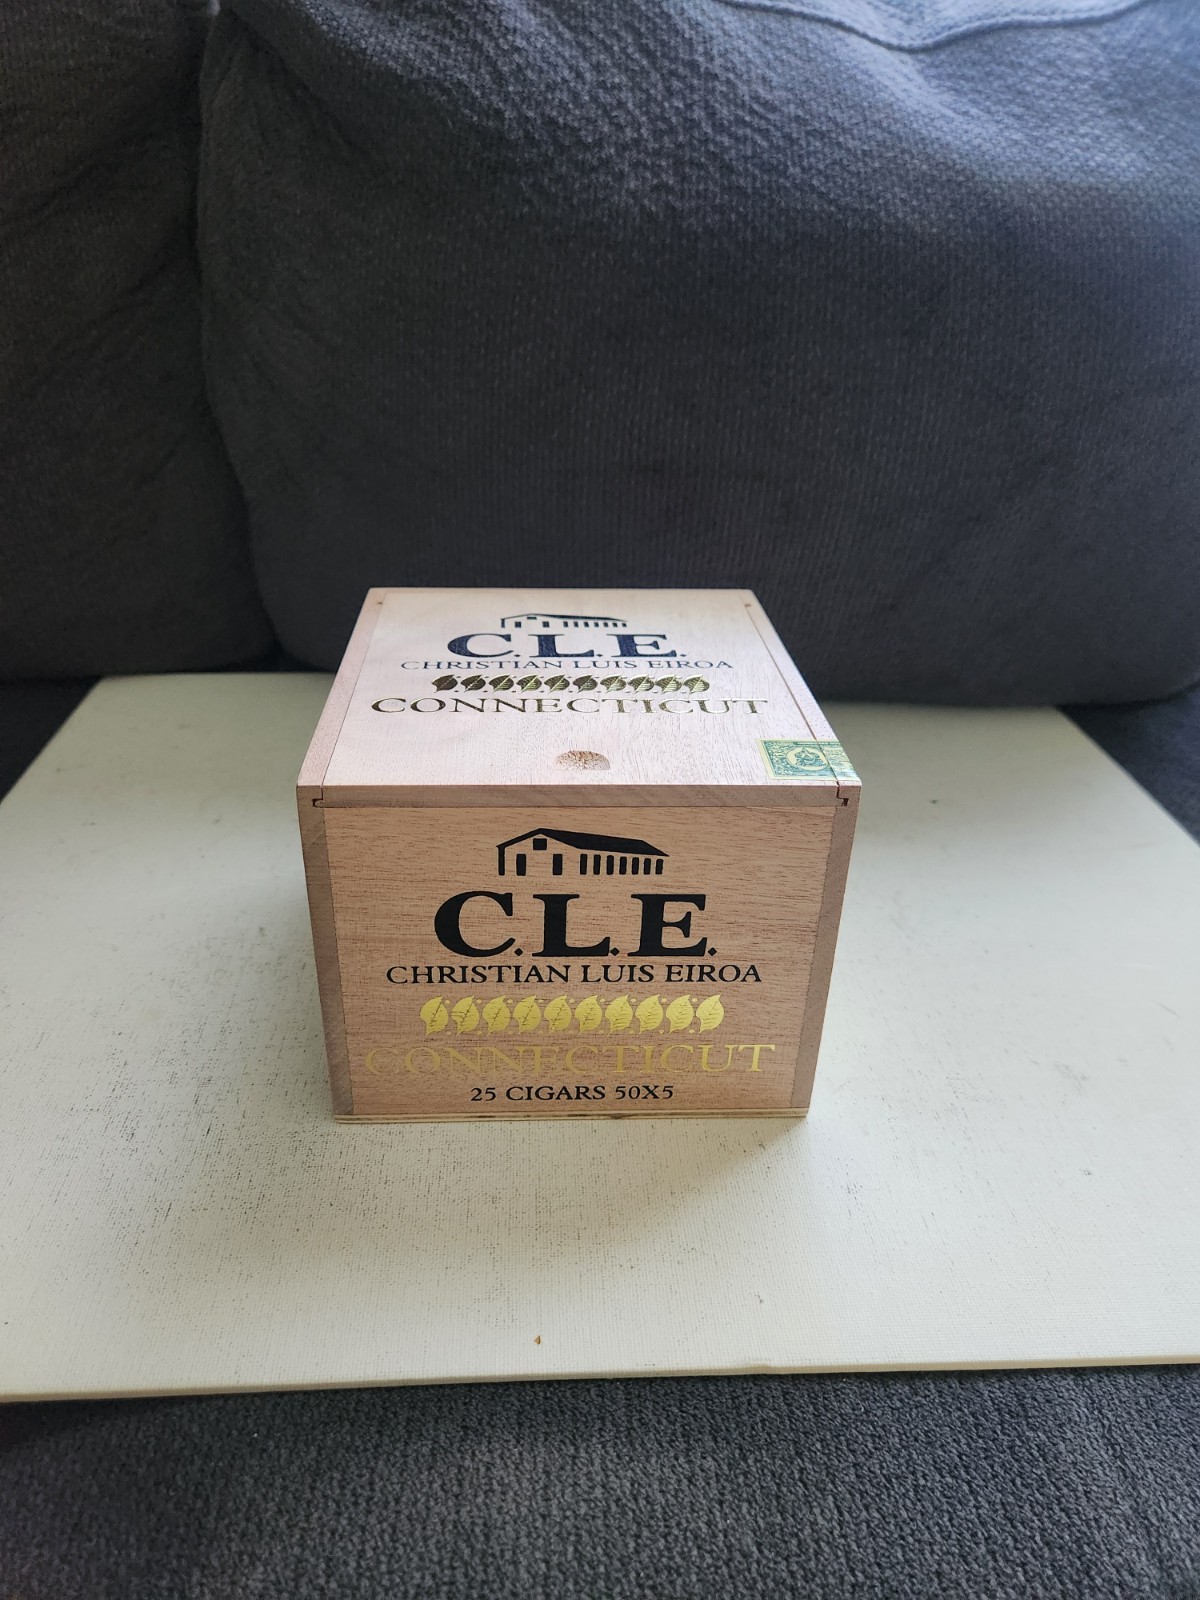 C.L.E.
CHRISTIAN LUIS EIROA
CONNECTICUT
C.L.E.
CHRISTIAN LUIS EIROA
CONNECTICUT
25 CIGARS 50X5